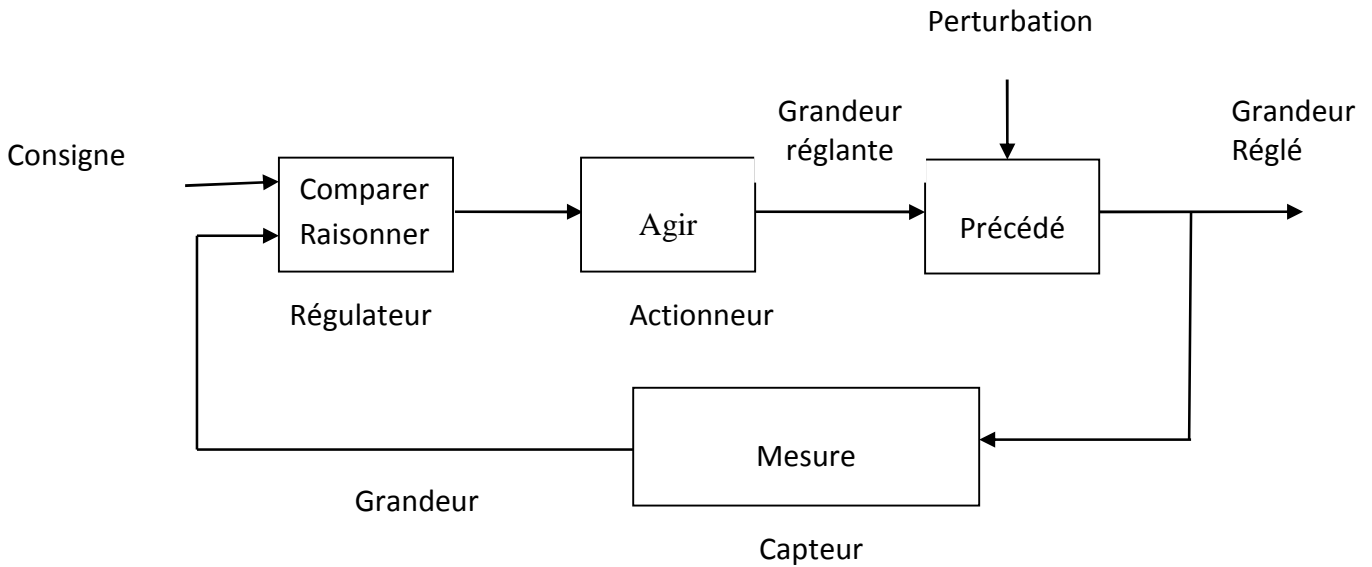 Perturbation
Grandeur
réglante
Grandeur
Réglé
Consigne
Comparer
Raisonner
Agir
Précédé
Régulateur
Actionneur
Mesure
Grandeur
Capteur